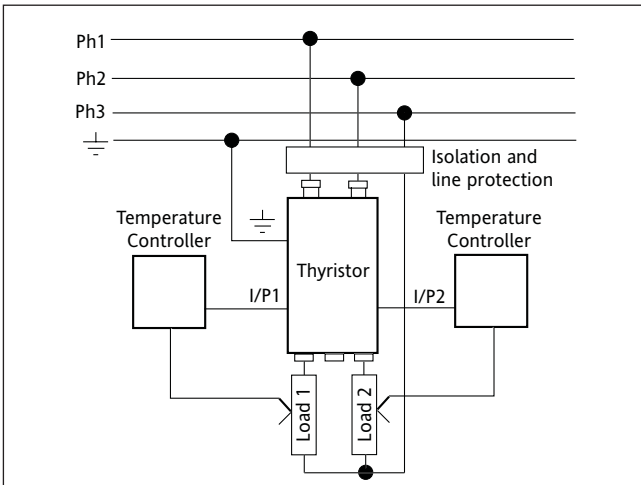 Ph1
Ph2
Ph3
Isolation and
line protection
Temperature
Controller
Temperature
Controller
Thyristor
I/P1
I/P2
Load 1
Load 2